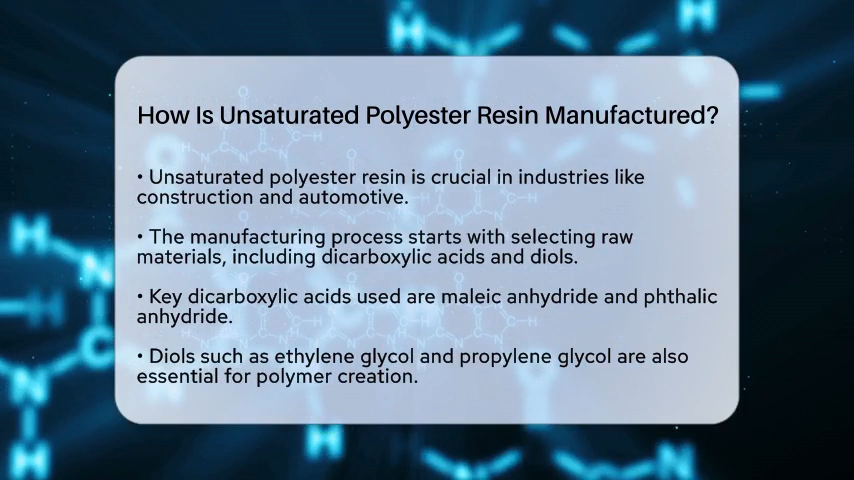 How Is Unsaturated Polyester Resin Manufactured?
• Unsaturated polyester resin is crucial in industries like
construction and automotive.
• The manufacturing process starts with selecting raw
materials, including dicarboxylic acids and diols.
• Key dicarboxylic acids used are maleic anhydride and phthalic
anhydride.
• Diols such as ethylene glycol and propylene glycol are also
essential for polymer creation.